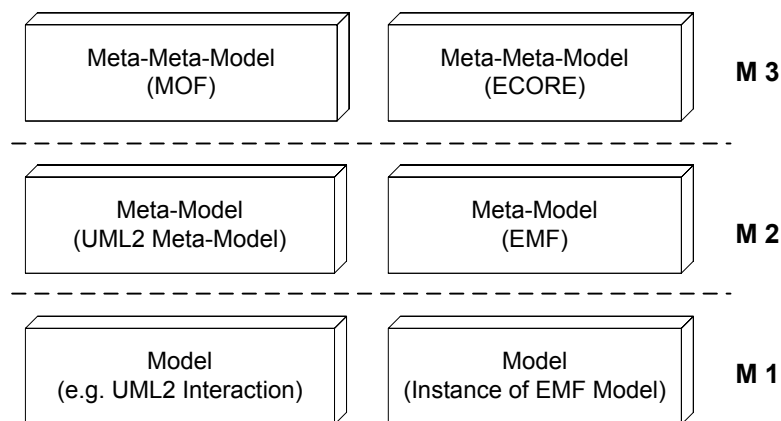 Meta-Meta-Model
(MOF)
Meta-Meta-Model
(ECORE)
M 3
Meta-Model
(UML2 Meta-Model)
Meta-Model
(EMF)
M 2
Model
(e.g. UML2 Interaction)
Model
(Instance of EMF Model)
M 1